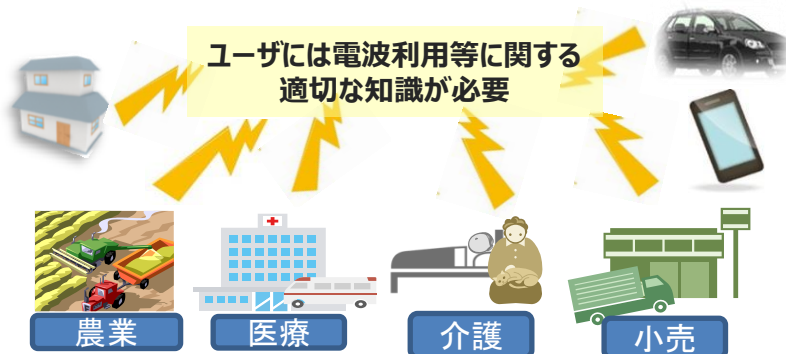 ユーザには電波利用等に関する
適切な知識が必要
農業
医療
介護
小売